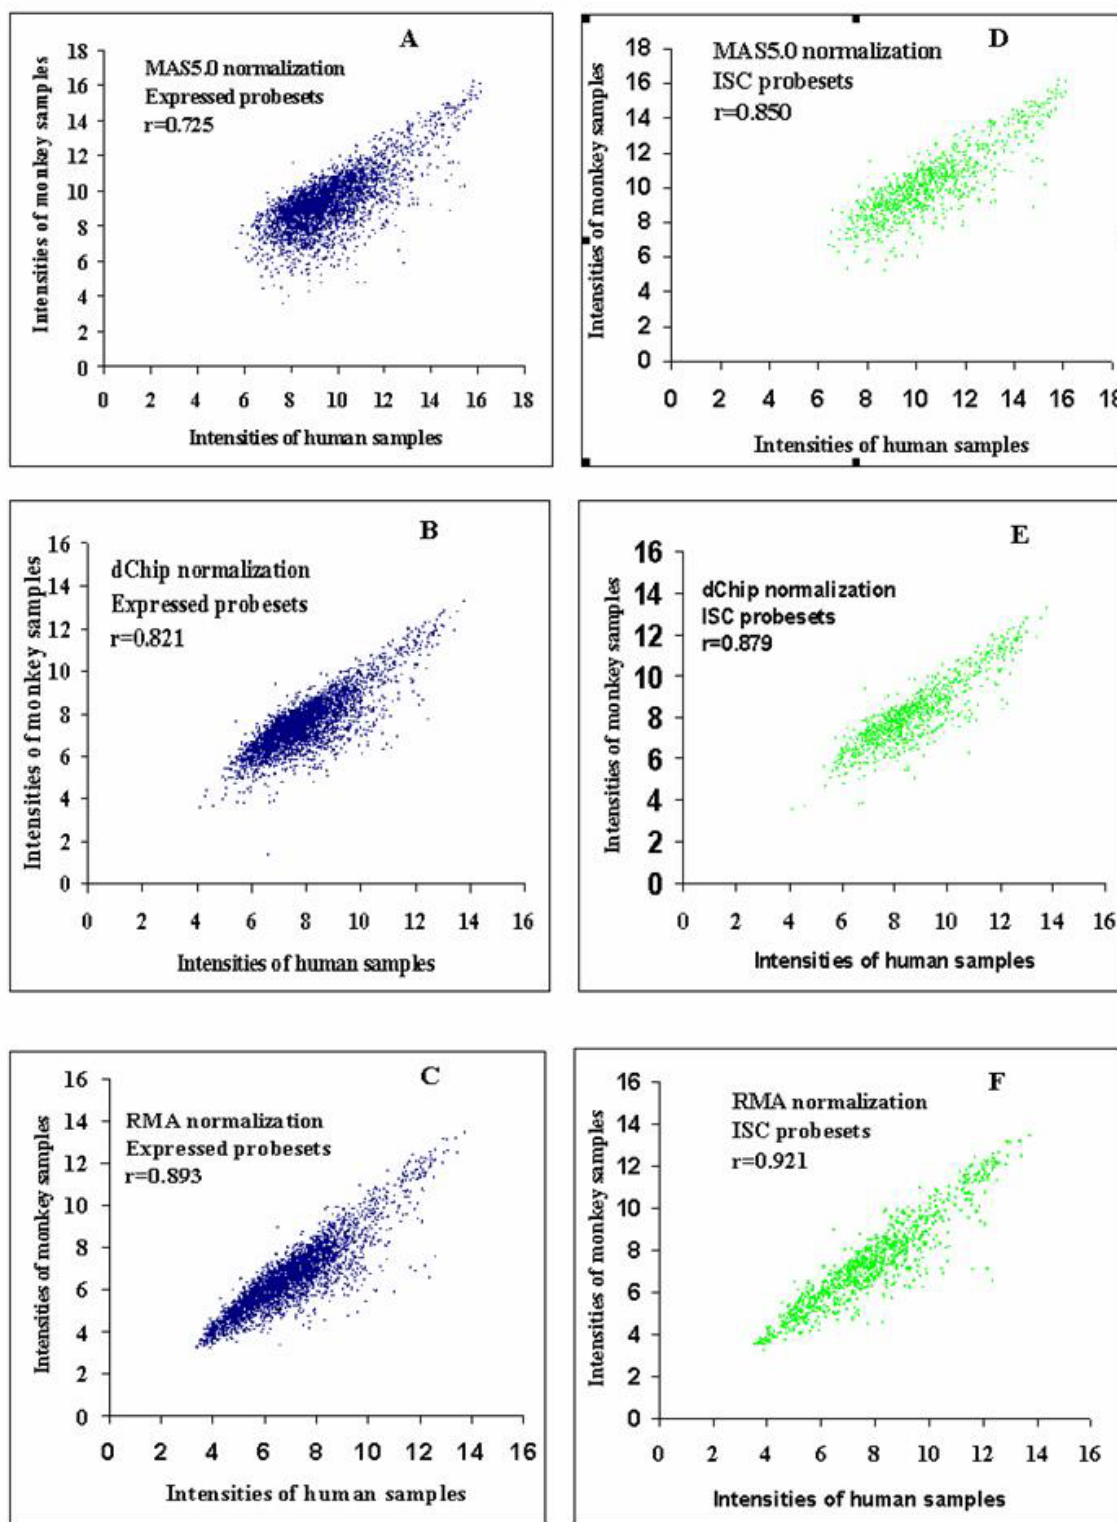 A
MAS5.0 normalization
Expressed probesets
r=0.725
Intensities of monkey samples
18
16
14
12
10
8
6
4
2
0
0 2 4 6 8 10 12 14 16 18
Intensities of human samples
D
MAS5.0 normalization
ISC probesets
r=0.850
Intensities of monkey samples
18
16
14
12
10
8
6
4
2
0
0 2 4 6 8 10 12 14 16 18
Intensities of human samples
B
dChip normalization
Expressed probesets
r=0.821
Intensities of monkey samples
16
14
12
10
8
6
4
2
0
0 2 4 6 8 10 12 14 16
Intensities of human samples
E
dChip normalization
ISC probesets
r=0.879
Intensities of monkey samples
16
14
12
10
8
6
4
2
0
0 2 4 6 8 10 12 14 16
Intensities of human samples
C
RMA normalization
Expressed probesets
r=0.893
Intensities of monkey samples
16
14
12
10
8
6
4
2
0
0 2 4 6 8 10 12 14 16
Intensities of human samples
F
RMA normalization
ISC probesets
r=0.921
Intensities of monkey samples
16
14
12
10
8
6
4
2
0
0 2 4 6 8 10 12 14 16
Intensities of human samples